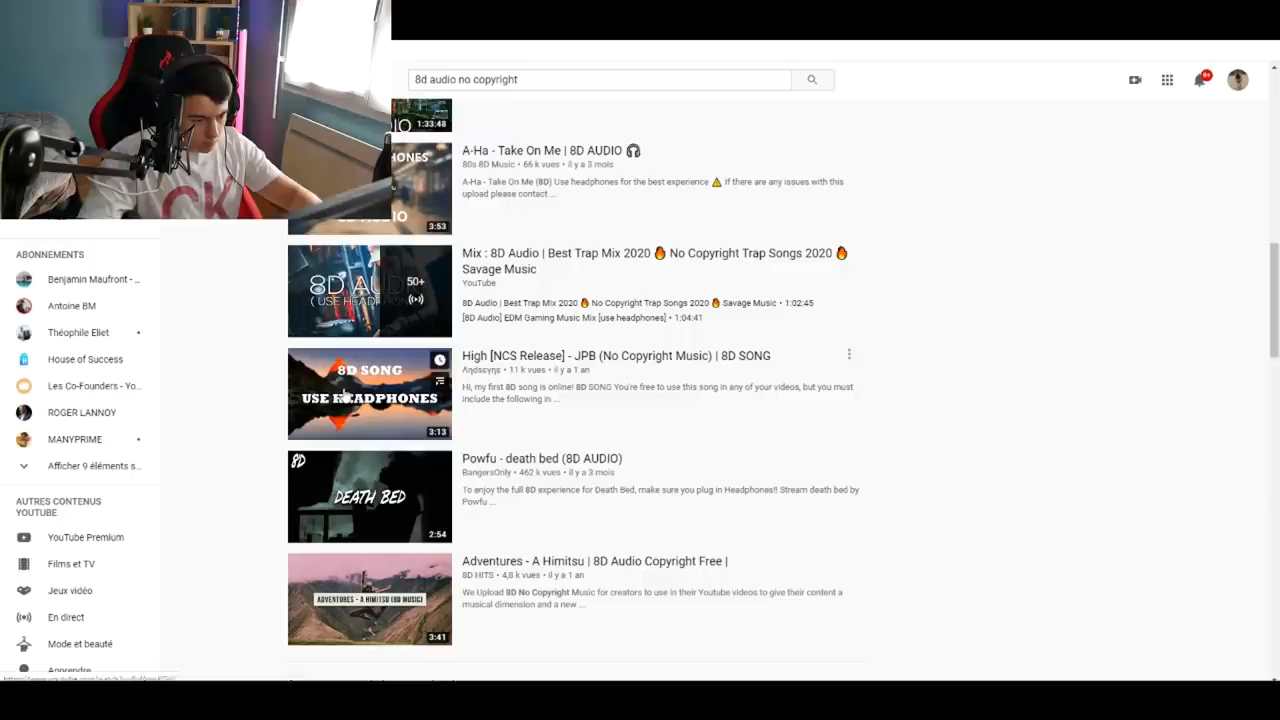 8d audio no copyright
9+
IO
1:33:48
A-Ha - Take On Me | 8D AUDIO 🎧
80s 8D Music • 66 k vues • il y a 3 mois
A-Ha - Take On Me (8D) Use headphones for the best experience ⚠️ If there are any issues with this
upload please contact ...
HONES
IO
3:53
CK
ABONNEMENTS
Benjamin Maufront - ...
Antoine BM
Théophile Eliet
House of Success
Les Co-Founders - Yo...
ROGER LANNOY
MANYPRIME
Afficher 9 éléments s...
AUTRES CONTENUS
YOUTUBE
YouTube Premium
Films et TV
Jeux vidéo
En direct
Mode et beauté
Apprendre
Mix : 8D Audio | Best Trap Mix 2020 🔥 No Copyright Trap Songs 2020 🔥
Savage Music
YouTube
8D Audio | Best Trap Mix 2020 🔥 No Copyright Trap Songs 2020 🔥 Savage Music • 1:02:45
[8D Audio] EDM Gaming Music Mix [use headphones] • 1:04:41
8D AUD
( USE HEADPHON
50+
High [NCS Release] - JPB (No Copyright Music) | 8D SONG
11 k vues • il y a 1 an
Hi, my first 8D song is online! 8D SONG You're free to use this song in any of your videos, but you must
include the following in ...
8D SONG
USE HEADPHONES
3:13
Powfu - death bed (8D AUDIO)
BangersOnly • 462 k vues • il y a 3 mois
To enjoy the full 8D experience for Death Bed, make sure you plug in Headphones!! Stream death bed by
Powfu ...
8D
DEATH BED
2:54
Adventures - A Himitsu | 8D Audio Copyright Free |
8D HITS • 4,8 k vues • il y a 1 an
We Upload 8D No Copyright Music for creators to use in their Youtube videos to give their content a
musical dimension and a new ...
ADVENTURES - A HIMITSU (8D MUSIC)
3:41